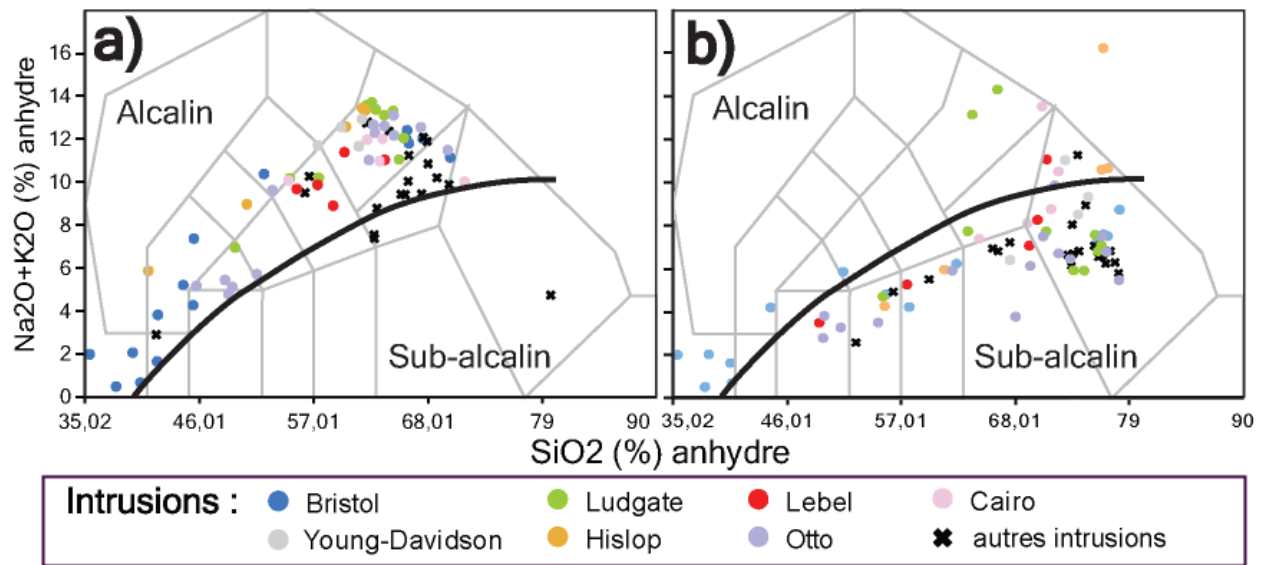 a)
b)
Alcalin
Alcalin
Sub-alcalin
Sub-alcalin
Na2O+K2O (%) anhydre
16
14
12
10
8
6
4
2
0
35,02 46,01 57,01 68,01 79 90
35,02 46,01 57,01 68,01 79 90
SiO2 (%) anhydre
Intrusions : Bristol Ludgate Lebel Cairo
Young-Davidson Hislop Otto autres intrusions